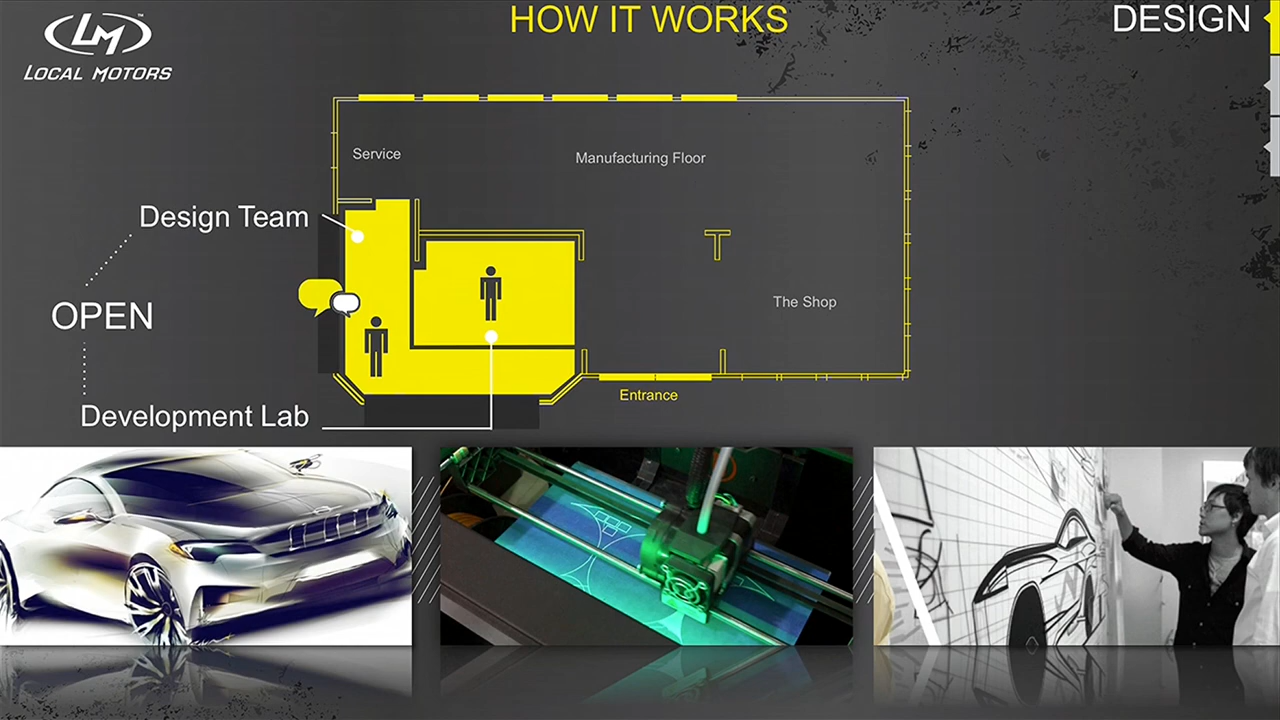 LM
LOCAL MOTORS
HOW IT WORKS
DESIGN
Service
Manufacturing Floor
Design Team
OPEN
The Shop
Entrance
Development Lab